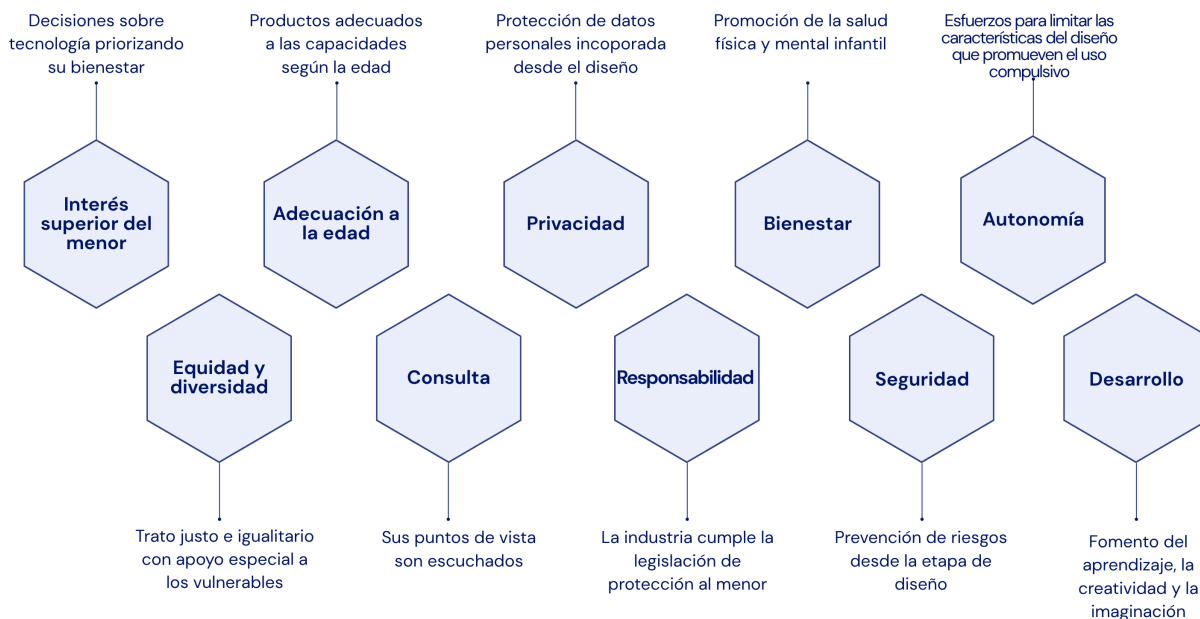 Decisiones sobre
tecnología priorizando
su bienestar
Productos adecuados
a las capacidades
según la edad
Protección de datos
personales incoporada
desde el diseño
Promoción de la salud
física y mental infantil
Esfuerzos para limitar las
características del diseño
que promueven el uso
compulsivo
Interés
superior del
menor
Adecuación a
la edad
Privacidad
Bienestar
Autonomía
Equidad y
diversidad
Consulta
Responsabilidad
Seguridad
Desarrollo
Trato justo e igualitario
con apoyo especial a
los vulnerables
Sus puntos de vista
son escuchados
La industria cumple la
legislación de
protección al menor
Prevención de riesgos
desde la etapa de
diseño
Fomento del
aprendizaje, la
creatividad y la
imaginación